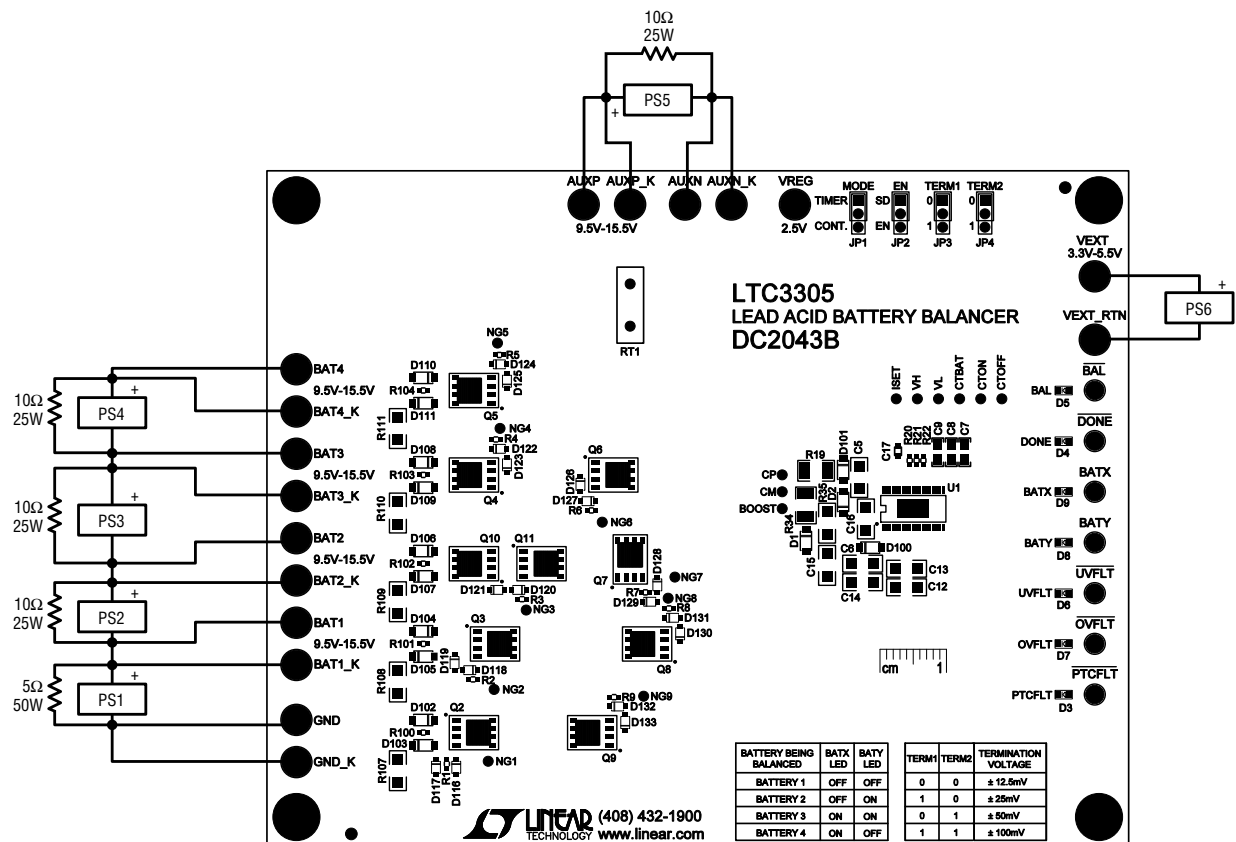 10Ω
25W
PS5
+
AUXP AUXP_K AUXN AUXN_K VREG
9.5V-15.5V
2.5V
MODE EN TERM1 TERM2
TIMER SD 0 0
CONT. EN 1 1
JP1 JP2 JP3 JP4
VEXT
3.3V-5.5V
+
PS6
VEXT_RTN
LTC3305
LEAD ACID BATTERY BALANCER
DC2043B
RT1
NG5
R5
D124
D125
D110
R104
D111
Q5
R111
BAT4
9.5V-15.5V
BAT4_K
+
10Ω
25W
PS4
BAT3
9.5V-15.5V
BAT3_K
+
10Ω
25W
PS3
BAT2
9.5V-15.5V
BAT2_K
+
10Ω
25W
PS2
BAT1
9.5V-15.5V
BAT1_K
+
5Ω
50W
PS1
GND
GND_K
NG4
R4
D122
D123
D108
R103
D109
Q4
R110
Q6
D126
D127
R6
NG6
D106
R102
D107
Q10
Q11
D121
D120
R3
NG3
R109
Q7
D128
R7
D129
NG7
NG8
R8
D131
D130
Q8
D104
R101
D105
Q3
D119
D118
R2
NG2
R108
D102
R100
D103
Q2
NG1
R107
D117
R1
D116
NG9
R9
D132
D133
Q9
ISET
VH
VL
CTBAT
CTON
CTOFF
C17
R20
R21
R22
C9
C8
C7
U1
CP
CM
BOOST
R19
D101
C5
R35
D2
R34
D1
C16
C15
C6
D100
C14
C13
C12
cm 1
BAL
BAL
D5
DONE
DONE
D4
BATX
BATX
D9
BATY
BATY
D8
UVFLT
UVFLT
D6
OVFLT
OVFLT
D7
PTCFLT
PTCFLT
D3
BATTERY BEING BALANCED BATX LED BATY LED
BATTERY 1 OFF OFF
BATTERY 2 OFF ON
BATTERY 3 ON ON
BATTERY 4 ON OFF
TERM1 TERM2 TERMINATION VOLTAGE
0 0 ± 12.5mV
1 0 ± 25mV
0 1 ± 50mV
1 1 ± 100mV
LINEAR (408) 432-1900
TECHNOLOGY www.linear.com